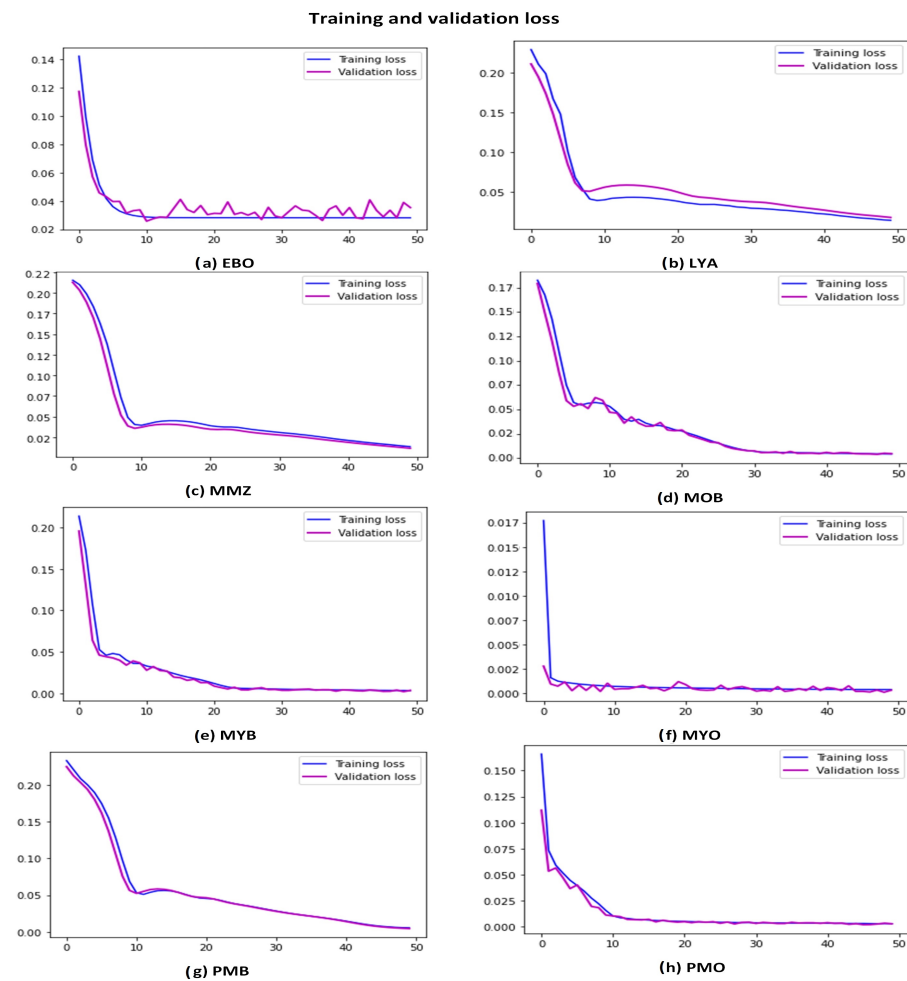 Training and validation loss
Training loss
Validation loss
0.14
0.12
0.10
0.08
0.06
0.04
0.02
0 10 20 30 40 50
(a) EBO
Training loss
Validation loss
0.20
0.15
0.10
0.05
0 10 20 30 40 50
(b) LYA
Training loss
Validation loss
0.22
0.20
0.17
0.15
0.12
0.10
0.07
0.05
0.02
0 10 20 30 40 50
(c) MMZ
Training loss
Validation loss
0.17
0.15
0.12
0.10
0.07
0.05
0.02
0.00
0 10 20 30 40 50
(d) MOB
Training loss
Validation loss
0.20
0.15
0.10
0.05
0.00
0 10 20 30 40 50
(e) MYB
Training loss
Validation loss
0.017
0.015
0.012
0.010
0.007
0.005
0.002
0.000
0 10 20 30 40 50
(f) MYO
Training loss
Validation loss
0.20
0.15
0.10
0.05
0.00
0 10 20 30 40 50
(g) PMB
Training loss
Validation loss
0.150
0.125
0.100
0.075
0.050
0.025
0.000
0 10 20 30 40 50
(h) PMO